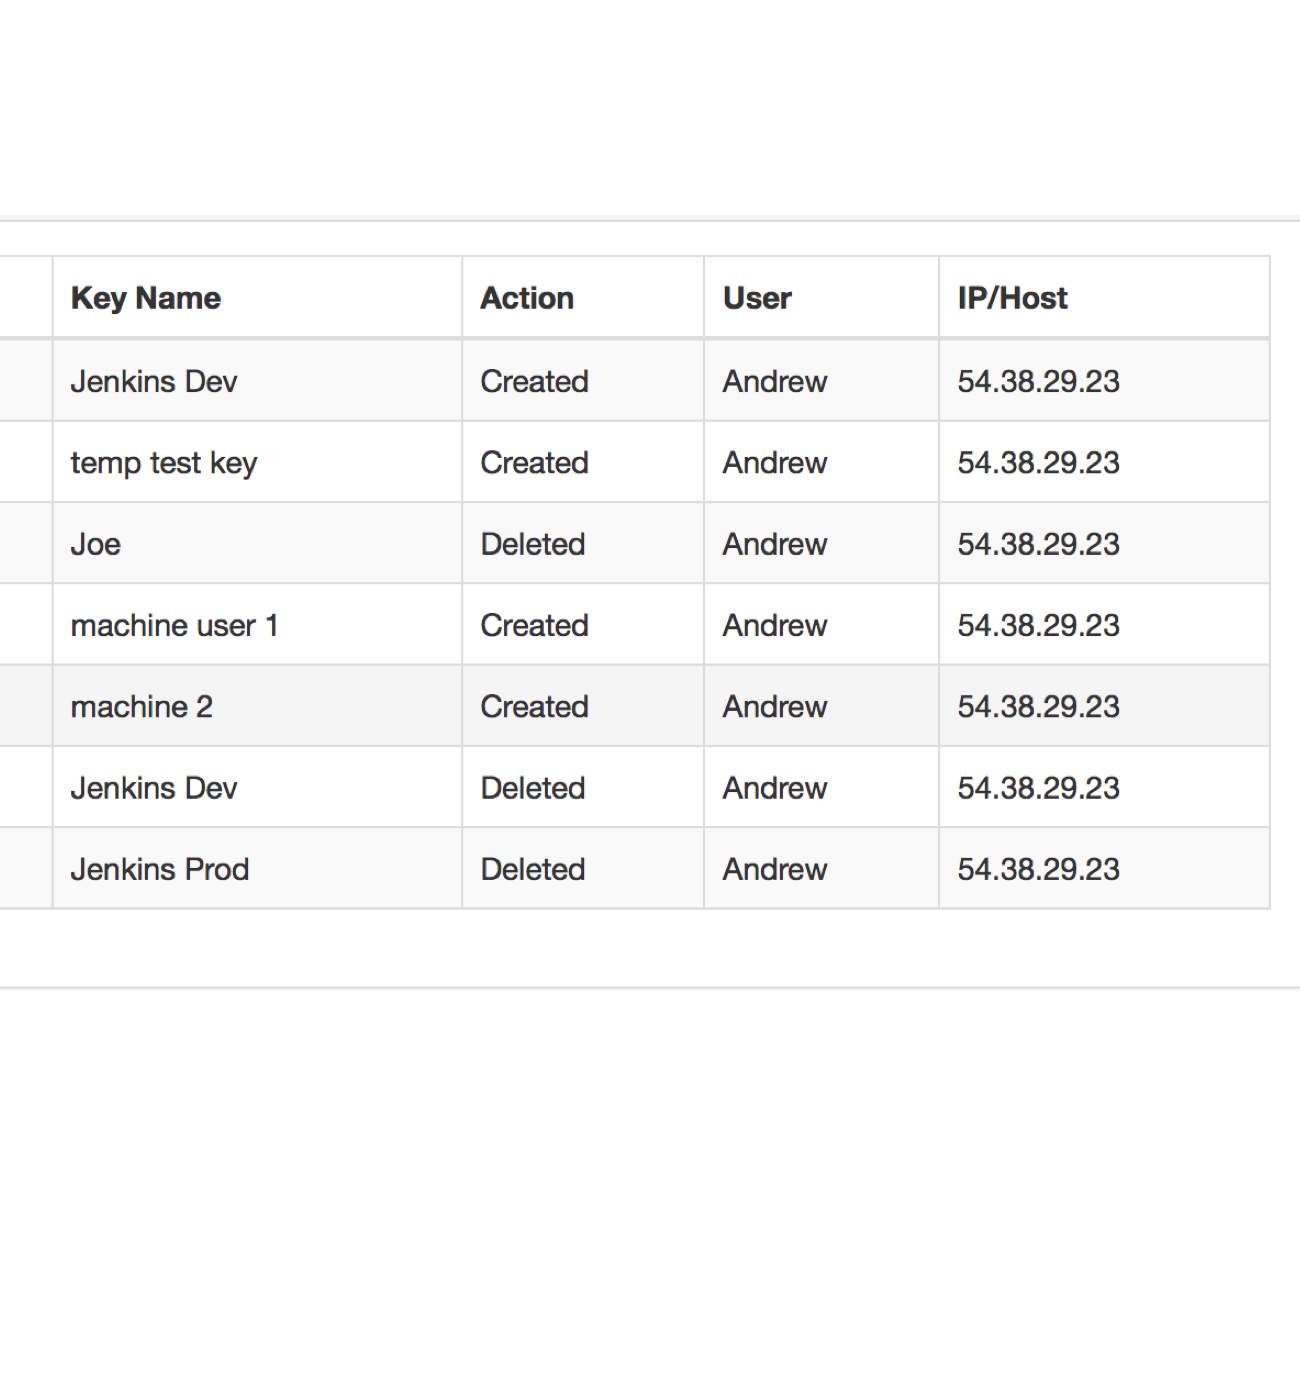 Key Name Action User IP/Host
Jenkins Dev Created Andrew 54.38.29.23
temp test key Created Andrew 54.38.29.23
Joe Deleted Andrew 54.38.29.23
machine user 1 Created Andrew 54.38.29.23
machine 2 Created Andrew 54.38.29.23
Jenkins Dev Deleted Andrew 54.38.29.23
Jenkins Prod Deleted Andrew 54.38.29.23